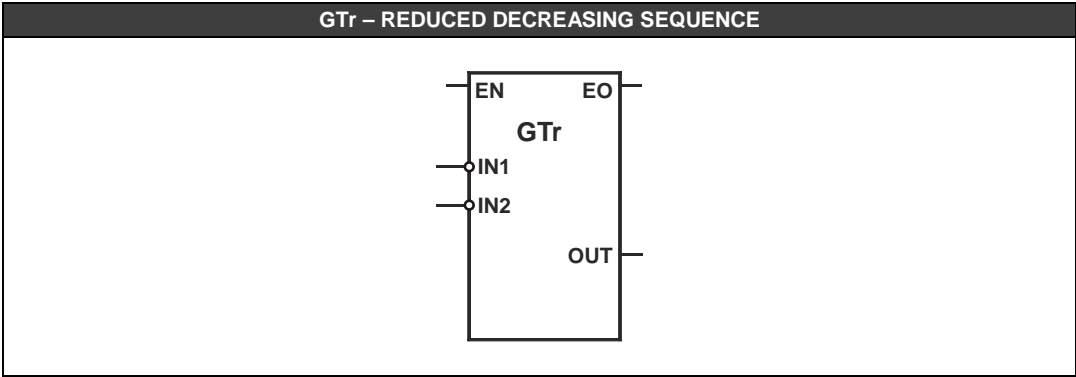 GTr – REDUCED DECREASING SEQUENCE
EN EO
GTr
IN1
IN2
OUT